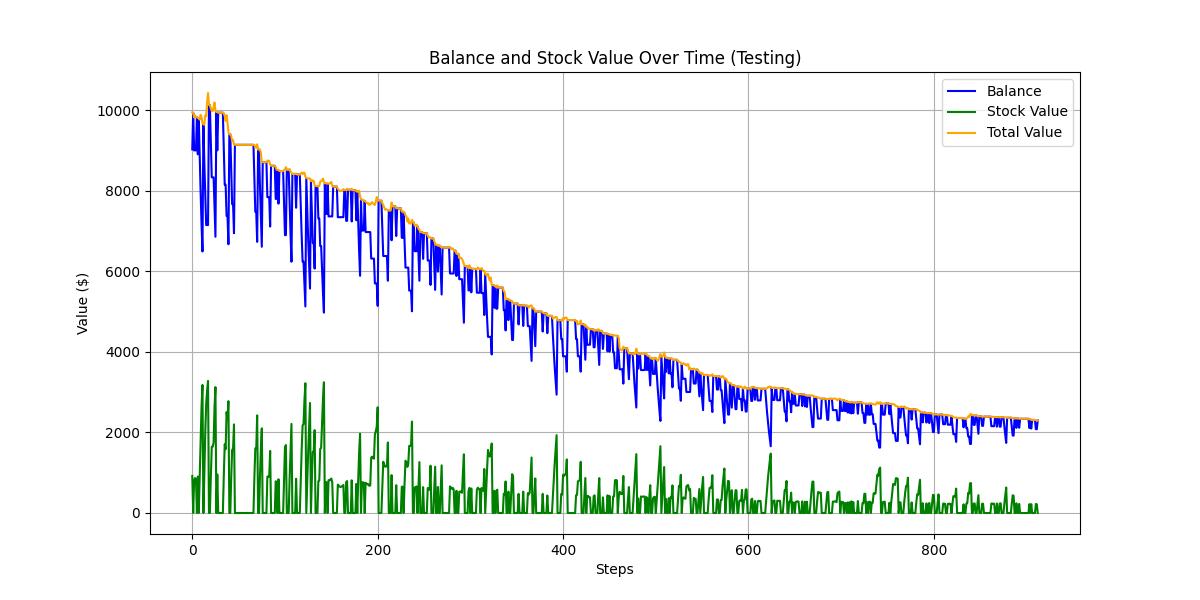 Balance and Stock Value Over Time (Testing)
Balance
Stock Value
Total Value
Value ($)
10000
8000
6000
4000
2000
0
0 200 400 600 800
Steps